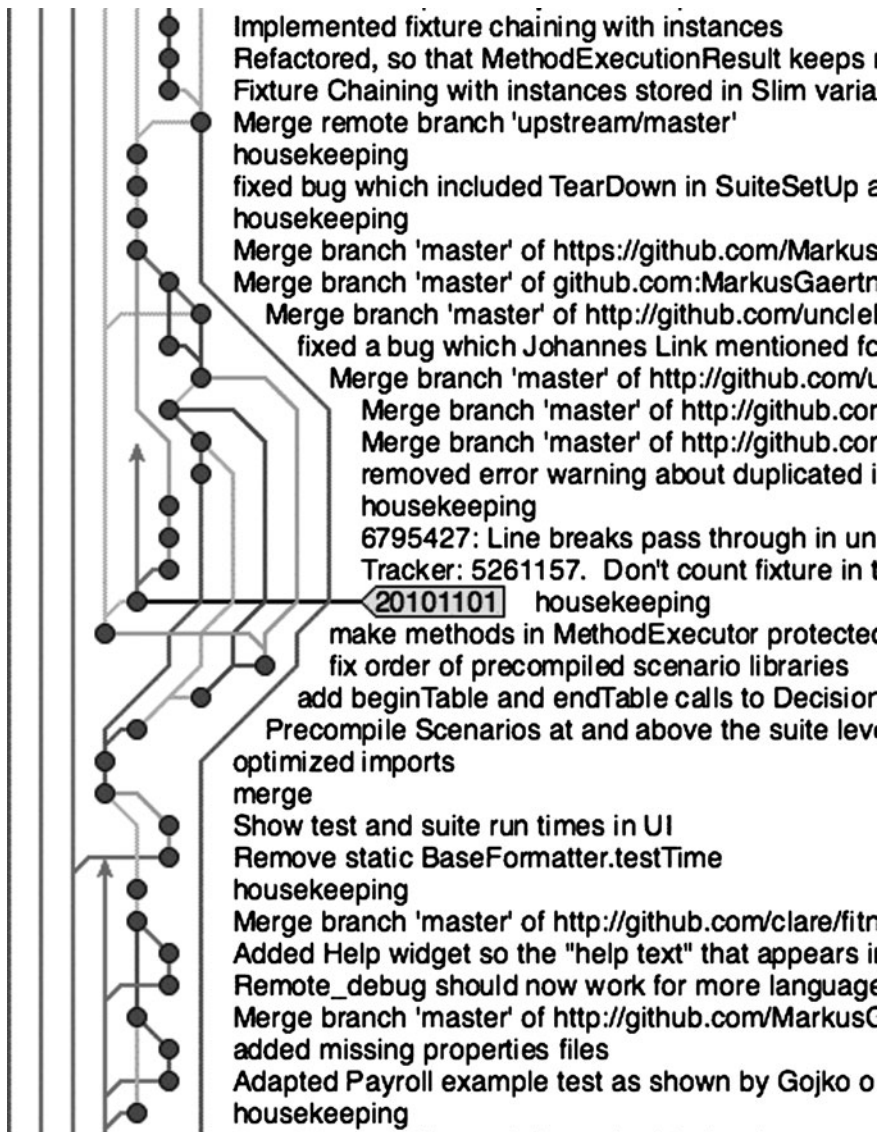 Implemented fixture chaining with instances
Refactored, so that MethodExecutionResult keeps
Fixture Chaining with instances stored in Slim
Merge remote branch 'upstream/master'
housekeeping
fixed bug which included TearDown in SuiteSetUp
housekeeping
Merge branch 'master' of https://github.com/Markus
Merge branch 'master' of github.com:MarkusGaertn
Merge branch 'master' of http://github.com/uncle
fixed a bug which Johannes Link mentioned
Merge branch 'master' of http://github.com/u
Merge branch 'master' of http://github.cor
Merge branch 'master' of http://github.cor
removed error warning about duplicated i
housekeeping
6795427: Line breaks pass through in un
Tracker: 5261157. Don't count fixture in t
20101101 housekeeping
make methods in MethodExecutor protected
fix order of precompiled scenario libraries
add beginTable and endTable calls to Decision
Precompile Scenarios at and above the suite leve
optimized imports
merge
Show test and suite run times in UI
Remove static BaseFormatter.testTime
housekeeping
Merge branch 'master' of http://github.com/clare/fitn
Added Help widget so the "help text" that appears i
Remote_debug should now work for more language
Merge branch 'master' of http://github.com/MarkusG
added missing properties files
Adapted Payroll example test as shown by Gojko o
housekeeping